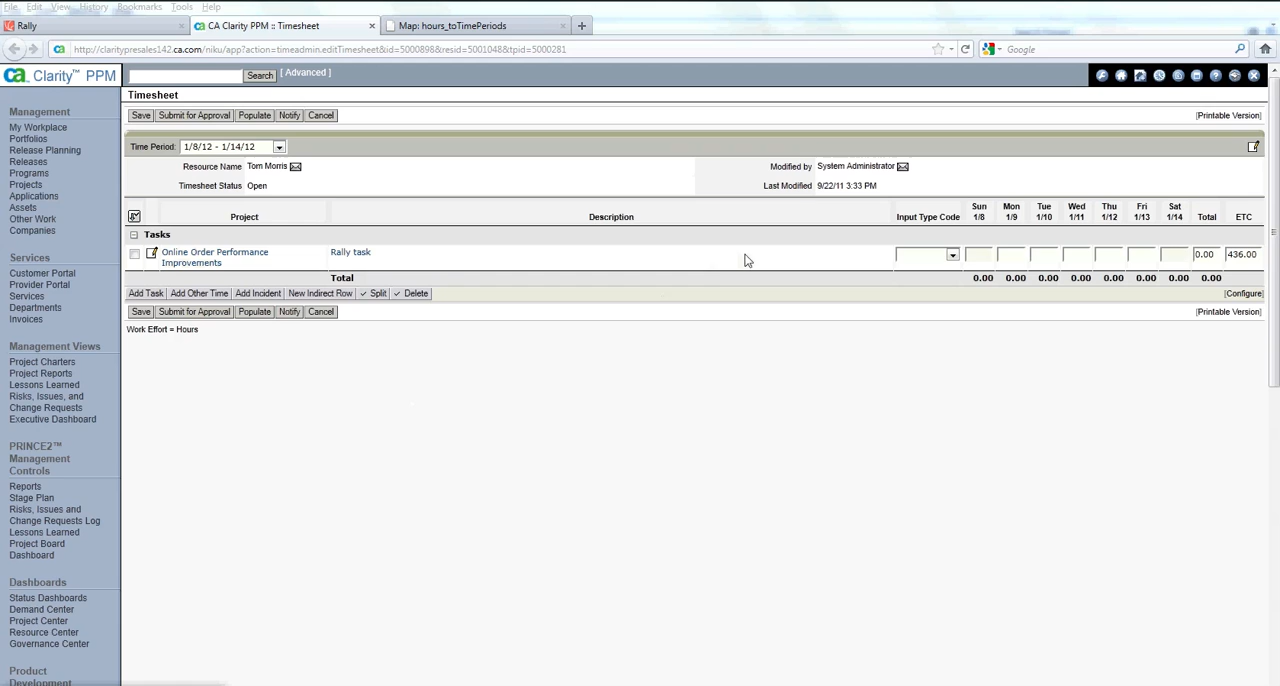 File Edit View History Bookmarks Tools Help
Rally × CA Clarity PPM :: Timesheet × Map: hours_toTimePeriods × +
http://claritypresales142.ca.com/niku/app?action=timeadmin.editTimesheet&id=5000898&resid=5001048&tpid=5000281 Google
ca Clarity™ PPM Search [ Advanced ]
Timesheet
Save Submit for Approval Populate Notify Cancel [Printable Version]
Time Period: 1/8/12 - 1/14/12
Resource Name Tom Morris Modified by System Administrator
Timesheet Status Open Last Modified 9/22/11 3:33 PM
Project Description Input Type Code Sun 1/8 Mon 1/9 Tue 1/10 Wed 1/11 Thu 1/12 Fri 1/13 Sat 1/14 Total ETC
Tasks
Online Order Performance Rally task 0.00 436.00
Improvements
Total 0.00 0.00 0.00 0.00 0.00 0.00 0.00 0.00
Add Task Add Other Time Add Incident New Indirect Row ✓ Split ✓ Delete [Configure]
Save Submit for Approval Populate Notify Cancel [Printable Version]
Work Effort = Hours
Management
My Workplace
Portfolios
Release Planning
Releases
Programs
Projects
Applications
Assets
Other Work
Companies
Services
Customer Portal
Provider Portal
Services
Departments
Invoices
Management Views
Project Charters
Project Reports
Lessons Learned
Risks, Issues, and
Change Requests
Executive Dashboard
PRINCE2™
Management
Controls
Reports
Stage Plan
Risks, Issues and
Change Requests Log
Lessons Learned
Project Board
Dashboard
Dashboards
Status Dashboards
Demand Center
Project Center
Resource Center
Governance Center
Product
Development